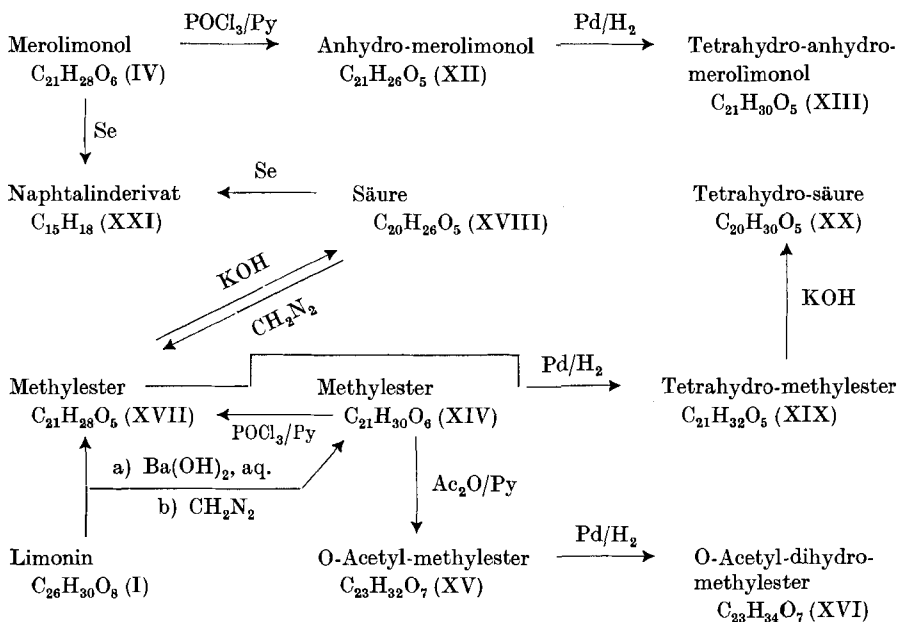 POCl₃/Py Pd/H₂
Merolimonol Anhydro-merolimonol Tetrahydro-anhydro-
C₂₁H₂₈O₆ (IV) C₂₁H₂₆O₅ (XII) merolimonol
C₂₁H₃₀O₅ (XIII)
Se
Naphtalinderivat Se Säure Tetrahydro-säure
C₁₅H₁₈ (XXI) C₂₀H₂₆O₅ (XVIII) C₂₀H₃₀O₅ (XX)
KOH
CH₂N₂
KOH
Methylester Methylester Pd/H₂ Tetrahydro-methylester
C₂₁H₂₈O₅ (XVII) C₂₁H₃₀O₆ (XIV) C₂₁H₃₂O₅ (XIX)
POCl₃/Py
a) Ba(OH)₂, aq.
b) CH₂N₂
Ac₂O/Py
Limonin O-Acetyl-methylester Pd/H₂ O-Acetyl-dihydro-
C₂₆H₃₀O₈ (I) C₂₃H₃₂O₇ (XV) methylester
C₂₃H₃₄O₇ (XVI)